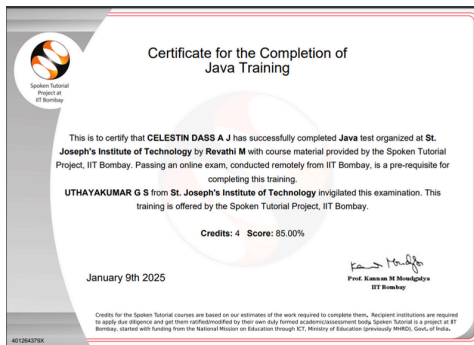 Spoken Tutorial
Project at
IIT Bombay
Certificate for the Completion of
Java Training
This is to certify that CELESTIN DASS A J has successfully completed Java test organized at St.
Joseph's Institute of Technology by Revathi M with course material provided by the Spoken Tutorial
Project, IIT Bombay. Passing an online exam, conducted remotely from IIT Bombay, is a pre-requisite for
completing this training.
UTHAYAKUMAR G S from St. Joseph's Institute of Technology invigilated this examination. This
training is offered by the Spoken Tutorial Project, IIT Bombay.
Credits: 4 Score: 85.00%
January 9th 2025
Prof. Kannan M Moudgalya
IIT Bombay
Credits for the Spoken Tutorial courses are based on our estimates of the work required to complete them. Recipient institutions are required
to apply due diligence and get them ratified/modified by their own duly formed academic/assessment body. Spoken Tutorial is a project at IIT
Bombay, started with funding from the National Mission on Education through ICT, Ministry of Education (previously MHRD), Govt. of India.
401264379X